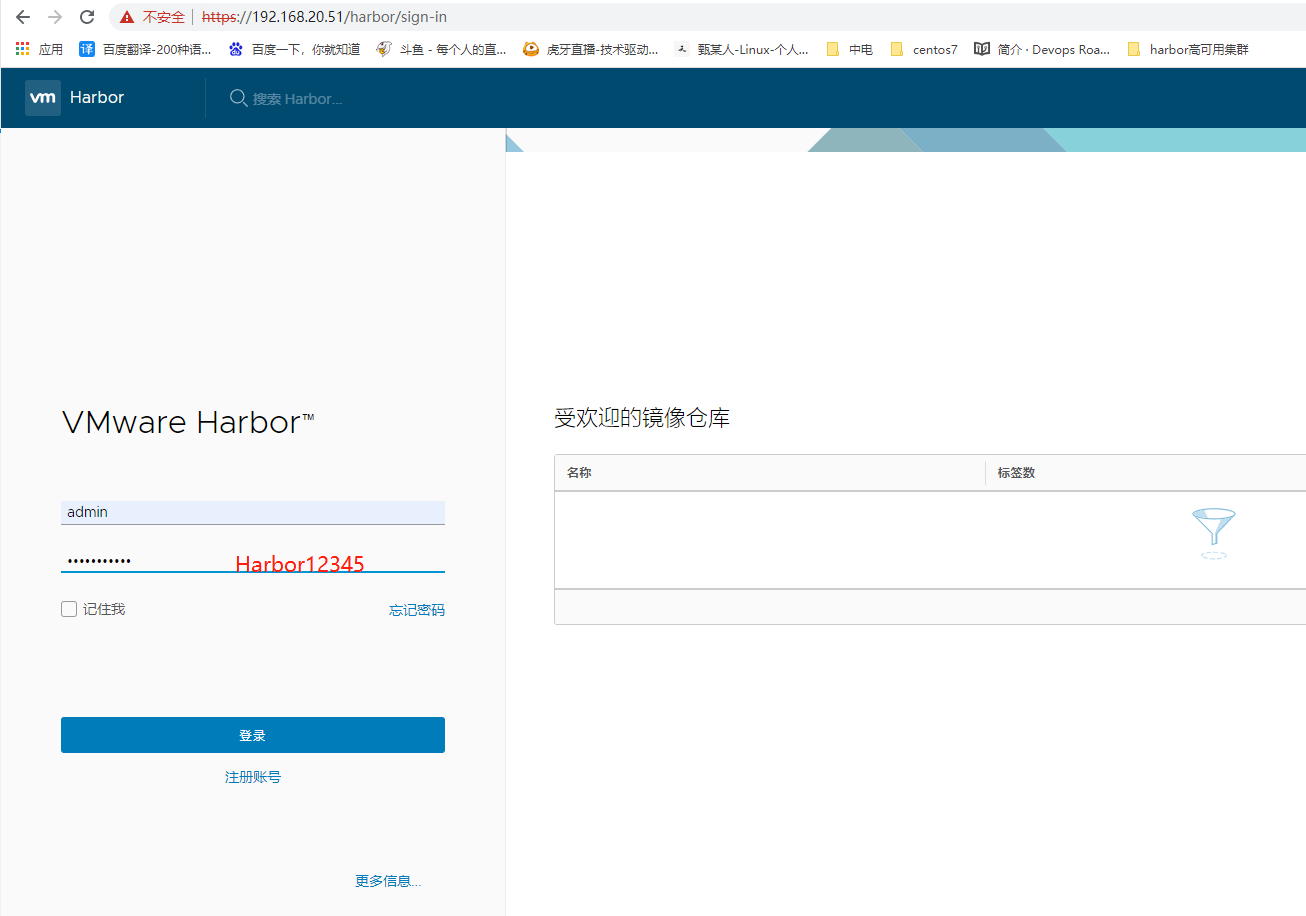 不安全 https://192.168.20.51/harbor/sign-in
应用 百度翻译-200种语... 百度一下，你就知道 斗鱼 - 每个人的直... 虎牙直播-技术驱动... 甄某人-Linux-个人... 中电 centos7 简介 · Devops Roa... harbor高可用集群
vm Harbor 搜索 Harbor...
VMware Harbor™
admin
••••••••••• Harbor12345
记住我 忘记密码
登录
注册账号
更多信息...
受欢迎的镜像仓库
名称 标签数